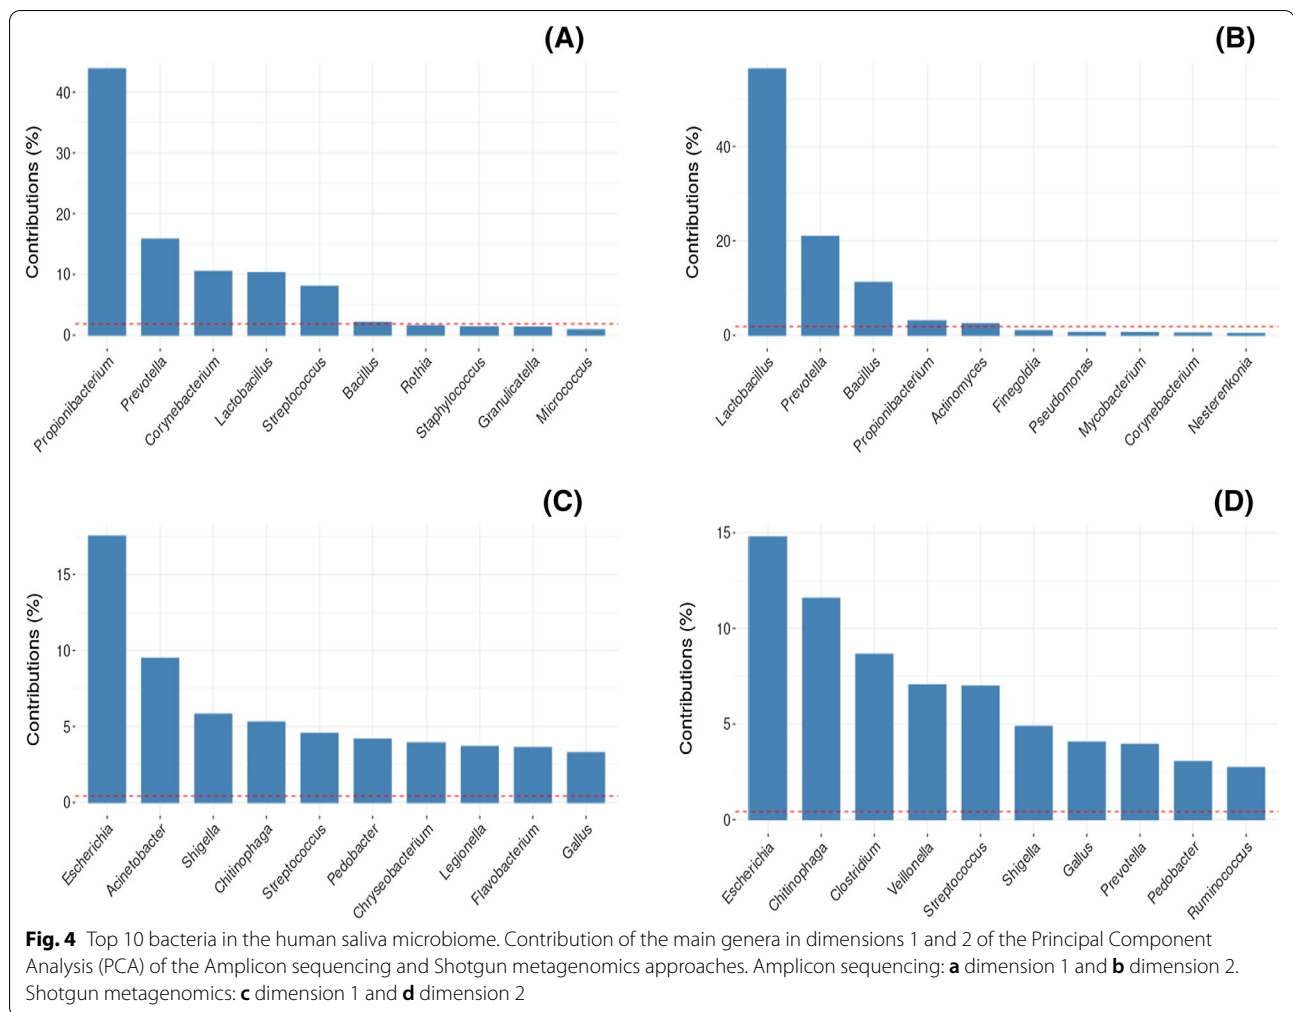 (A)
Contributions (%)
40
30
20
10
0
Propionibacterium
Prevotella
Corynebacterium
Lactobacillus
Streptococcus
Bacillus
Rothia
Staphylococcus
Granulicatella
Micrococcus
(B)
Contributions (%)
40
20
0
Lactobacillus
Prevotella
Bacillus
Propionibacterium
Actinomyces
Finegoldia
Pseudomonas
Mycobacterium
Corynebacterium
Nesterenkonia
(C)
Contributions (%)
15
10
5
0
Escherichia
Acinetobacter
Shigella
Chitinophaga
Streptococcus
Pedobacter
Chryseobacterium
Legionella
Flavobacterium
Gallus
(D)
Contributions (%)
15
10
5
0
Escherichia
Chitinophaga
Clostridium
Veillonella
Streptococcus
Shigella
Gallus
Prevotella
Pedobacter
Ruminococcus
Fig. 4 Top 10 bacteria in the human saliva microbiome. Contribution of the main genera in dimensions 1 and 2 of the Principal Component
Analysis (PCA) of the Amplicon sequencing and Shotgun metagenomics approaches. Amplicon sequencing: a dimension 1 and b dimension 2.
Shotgun metagenomics: c dimension 1 and d dimension 2